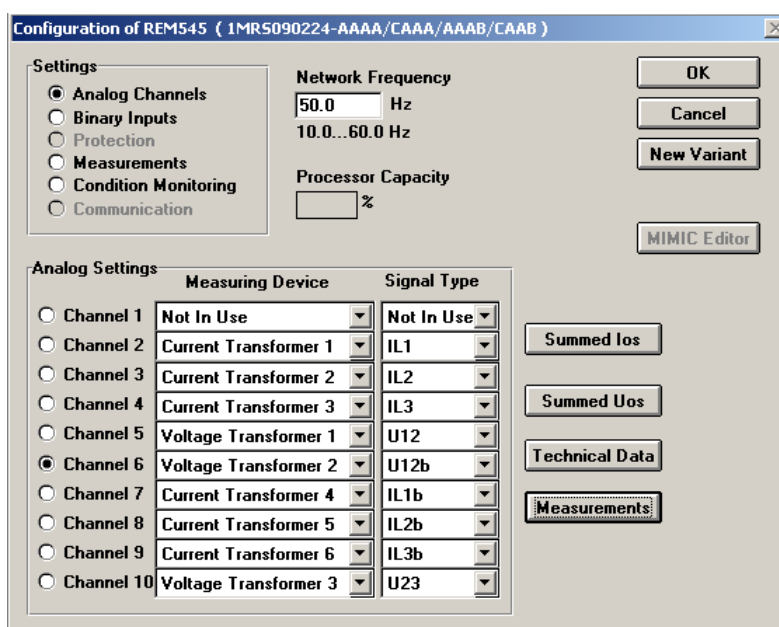 Configuration of REM545 ( 1MRS090224-AAAA/CAAA/AAAB/CAAB )
Settings
Analog Channels
Binary Inputs
Protection
Measurements
Condition Monitoring
Communication
Network Frequency
50.0 Hz
10.0...60.0 Hz
Processor Capacity
%
OK
Cancel
New Variant
MIMIC Editor
Analog Settings
Measuring Device Signal Type
Channel 1 Not In Use Not In Use
Channel 2 Current Transformer 1 IL1
Channel 3 Current Transformer 2 IL2
Channel 4 Current Transformer 3 IL3
Channel 5 Voltage Transformer 1 U12
Channel 6 Voltage Transformer 2 U12b
Channel 7 Current Transformer 4 IL1b
Channel 8 Current Transformer 5 IL2b
Channel 9 Current Transformer 6 IL3b
Channel 10 Voltage Transformer 3 U23
Summed Ios
Summed Uos
Technical Data
Measurements